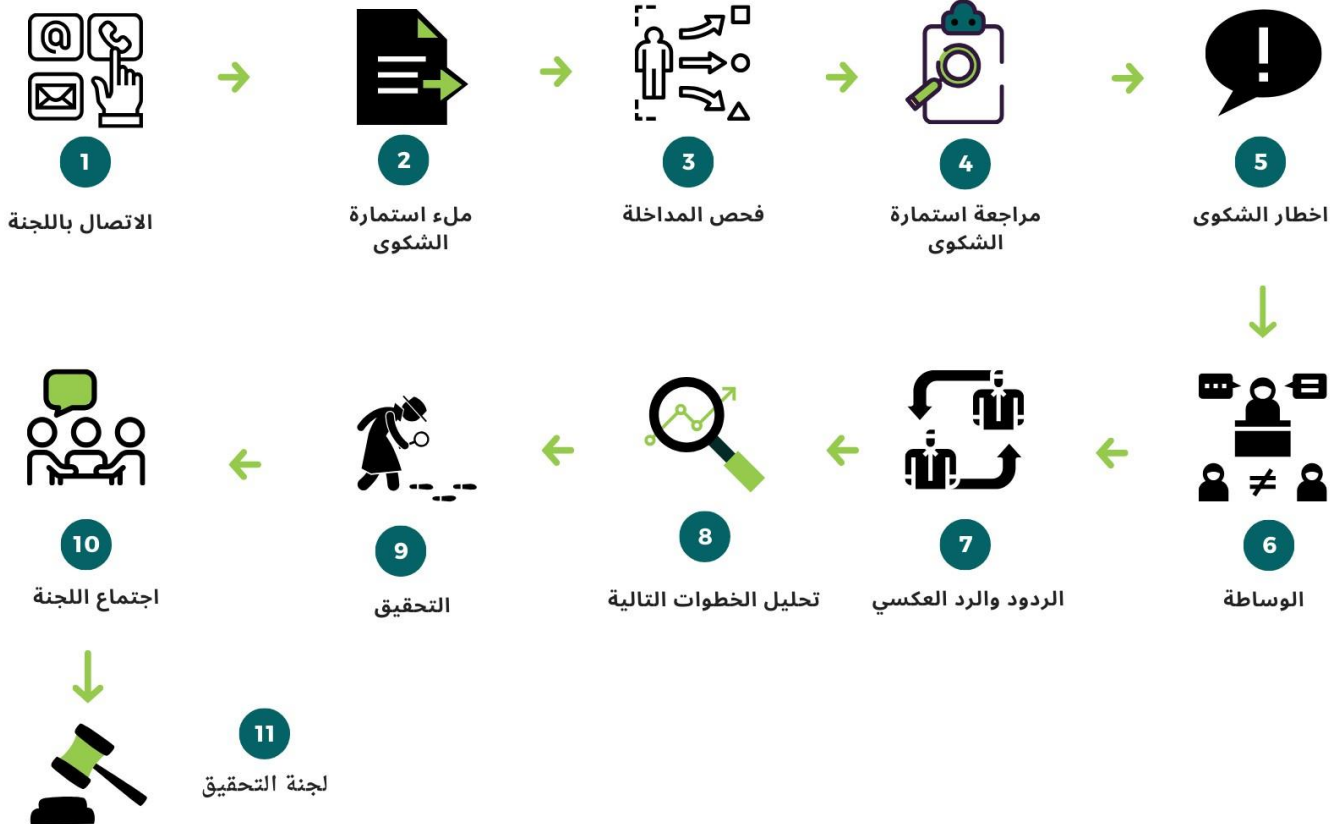 1
الاتصال باللجنة
2
ملء استمارة
الشكوى
3
فحص المداخلة
4
مراجعة استمارة
الشكوى
5
اخطار الشكوى
6
الوساطة
7
الردود والرد العكسي
8
تحليل الخطوات التالية
9
التحقيق
10
اجتماع اللجنة
11
لجنة التحقيق